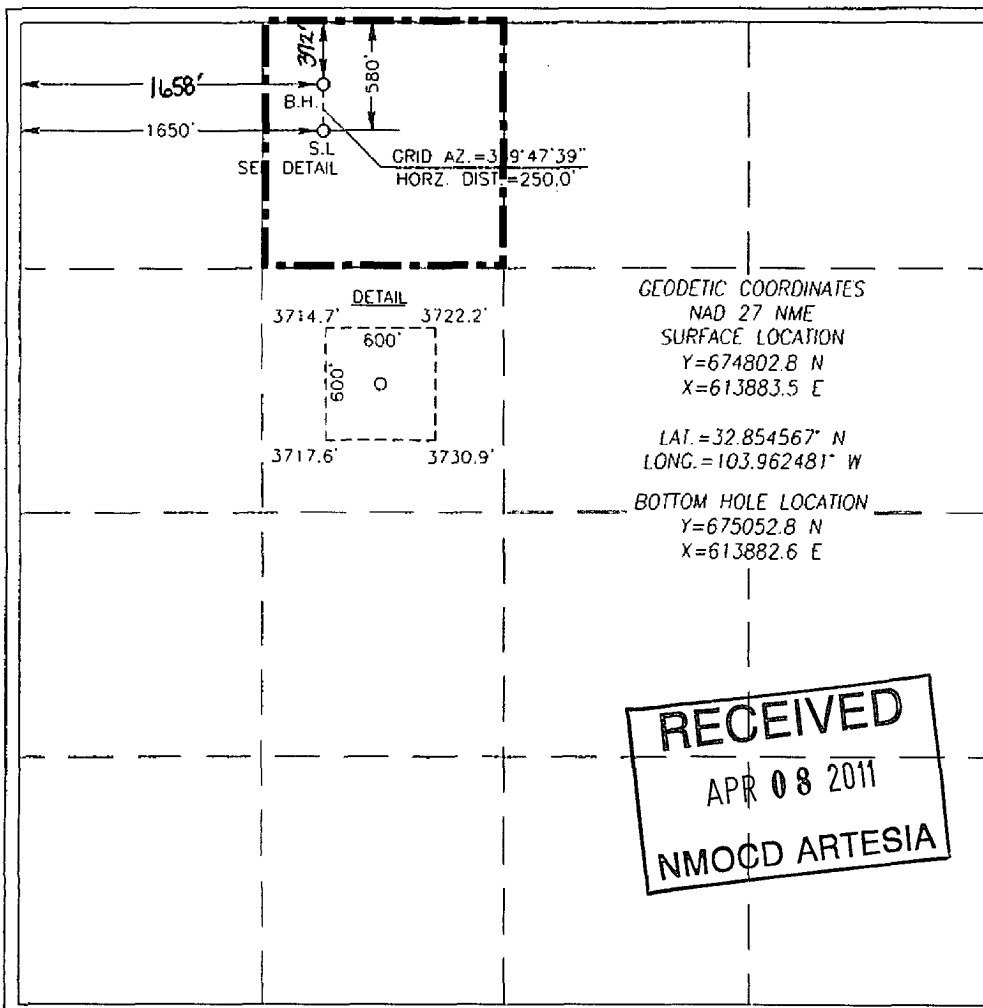 372'
580'
1658'
B.H.
1650'
S.L
SE DETAIL
GRID AZ.=3 9°47'39"
HORZ. DIST.=250.0'
DETAIL
3714.7' 3722.2'
600'
600'
3717.6' 3730.9'
GEODETIC COORDINATES
NAD 27 NME
SURFACE LOCATION
Y=674802.8 N
X=613883.5 E
LAT.=32.854567° N
LONG.=103.962481° W
BOTTOM HOLE LOCATION
Y=675052.8 N
X=613882.6 E
RECEIVED
APR 08 2011
NMOCD ARTESIA